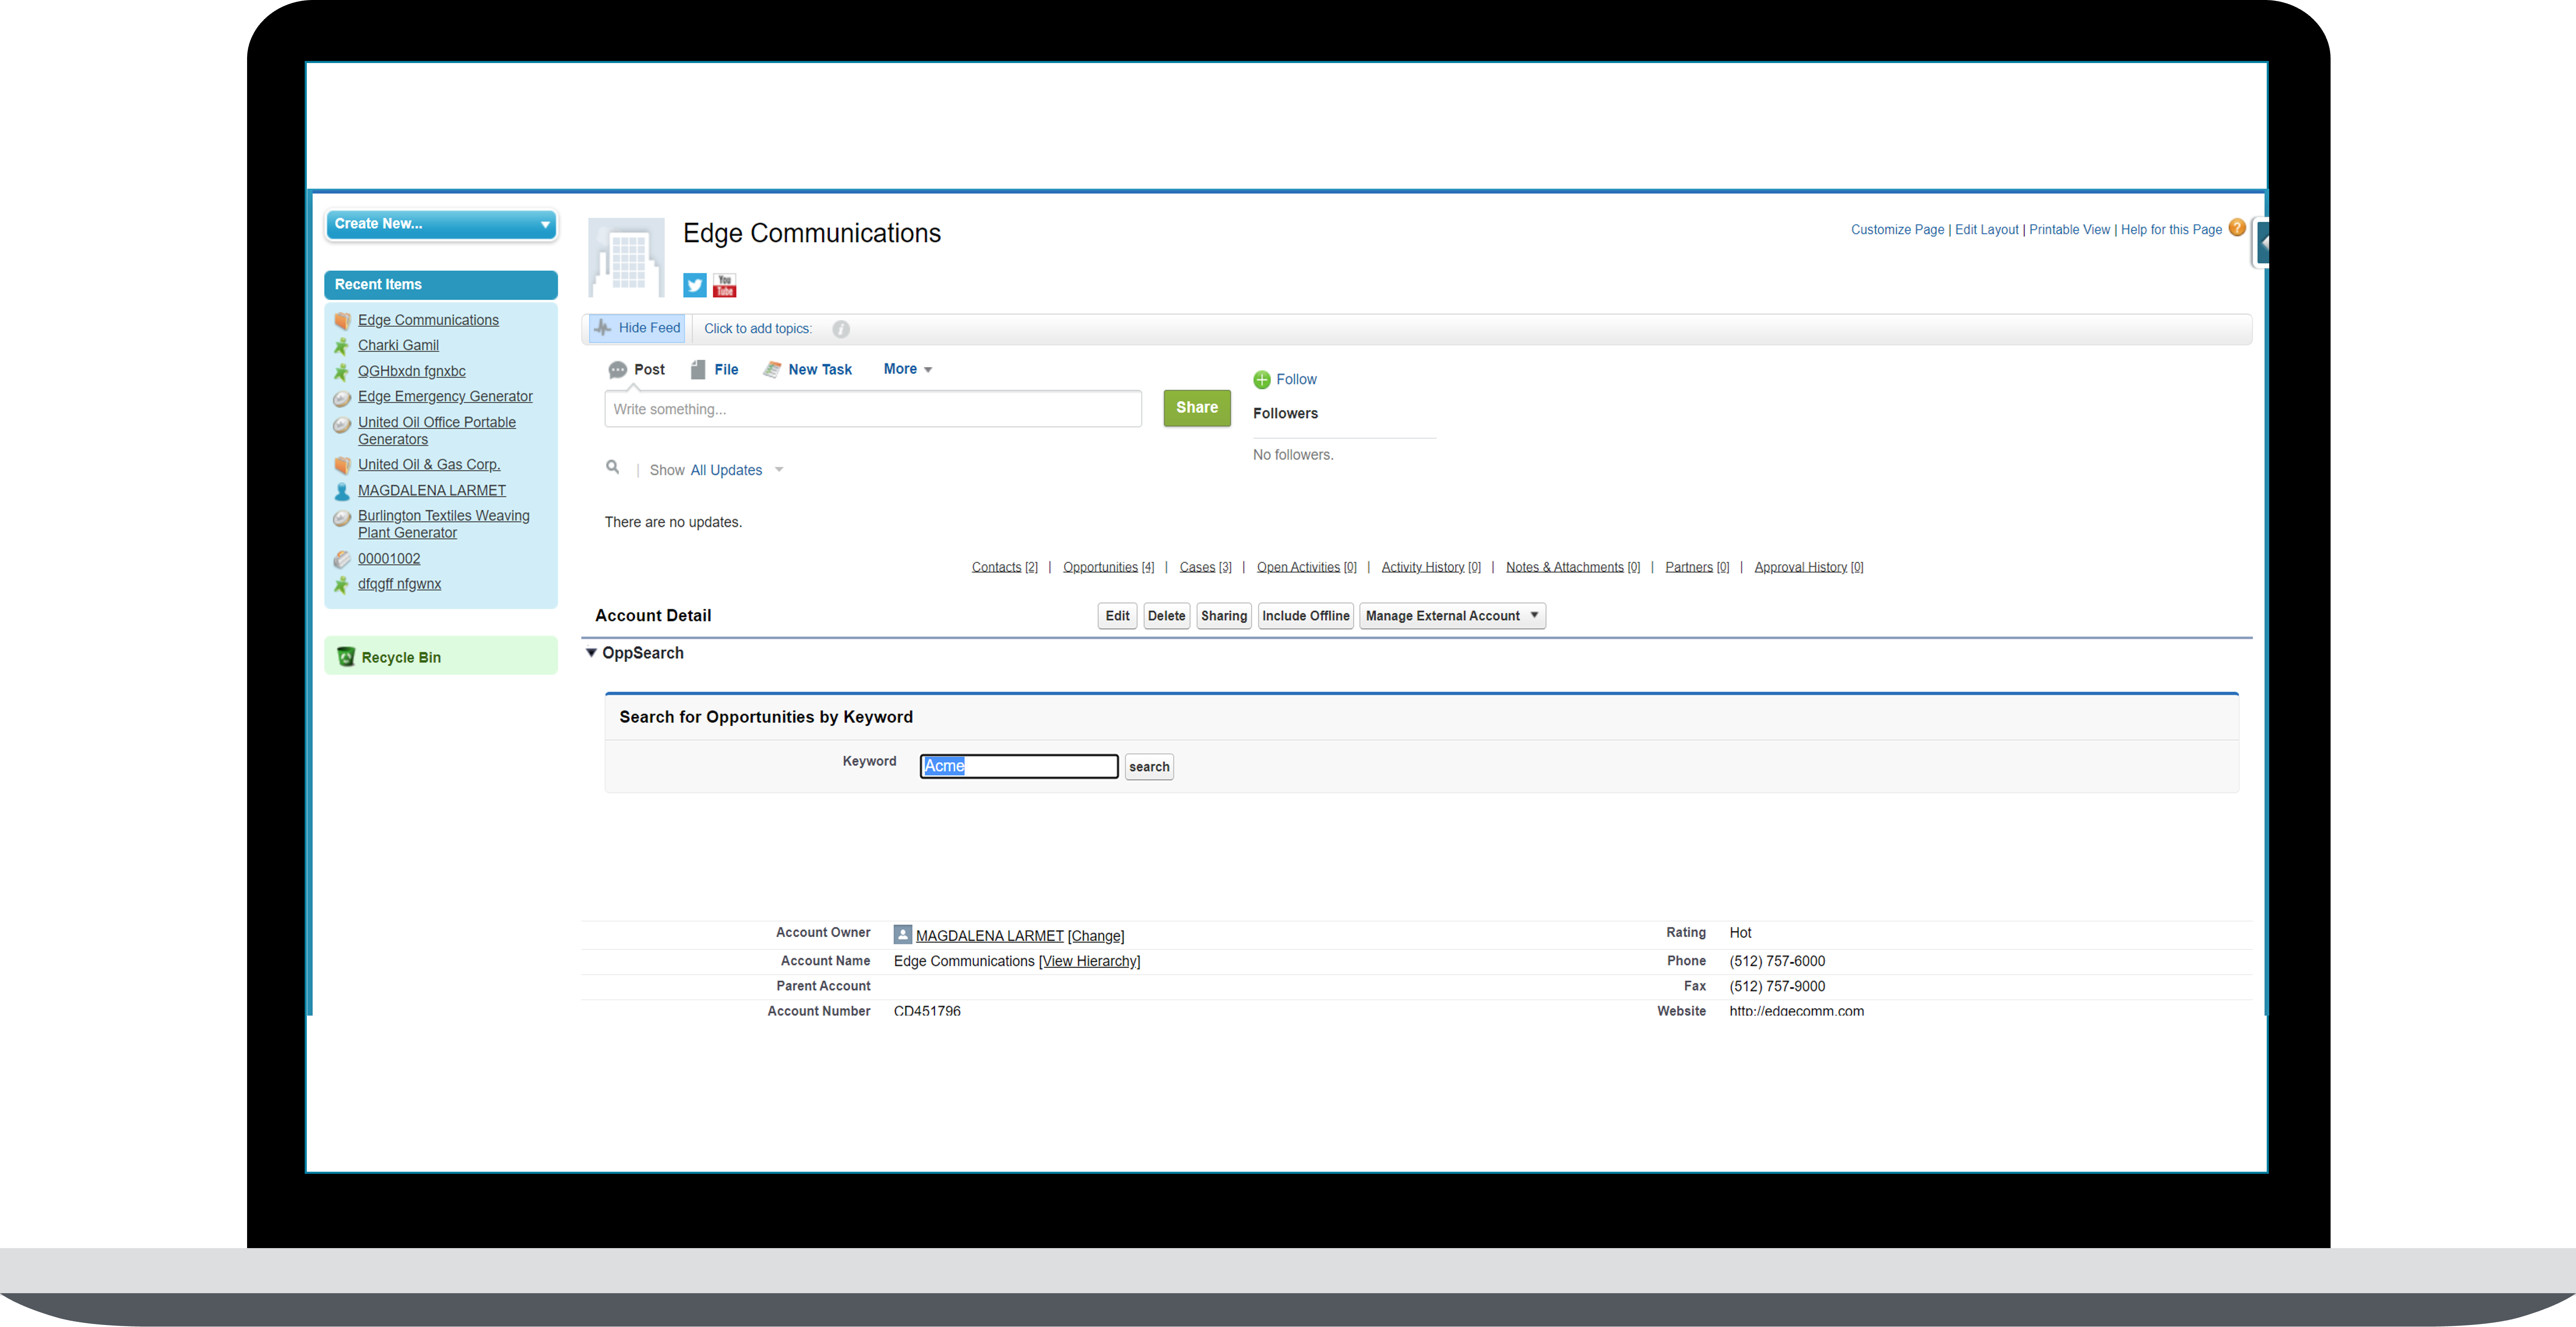 Create New...
Recent Items
Edge Communications
Charki Gamil
QGHbxdn fgnxbc
Edge Emergency Generator
United Oil Office Portable
Generators
United Oil & Gas Corp.
MAGDALENA LARMET
Burlington Textiles Weaving
Plant Generator
00001002
dfqgff nfgwnx
Recycle Bin
Edge Communications
Customize Page | Edit Layout | Printable View | Help for this Page ?
You
Tube
Hide Feed
Click to add topics: i
Post File New Task More
Write something...
Share
Follow
Followers
No followers.
| Show All Updates
There are no updates.
Contacts [2] | Opportunities [4] | Cases [3] | Open Activities [0] | Activity History [0] | Notes & Attachments [0] | Partners [0] | Approval History [0]
Account Detail
Edit Delete Sharing Include Offline Manage External Account
OppSearch
Search for Opportunities by Keyword
Keyword Acme search
Account Owner MAGDALENA LARMET [Change] Rating Hot
Account Name Edge Communications [View Hierarchy] Phone (512) 757-6000
Parent Account Fax (512) 757-9000
Account Number CD451796 Website http://edgecomm.com